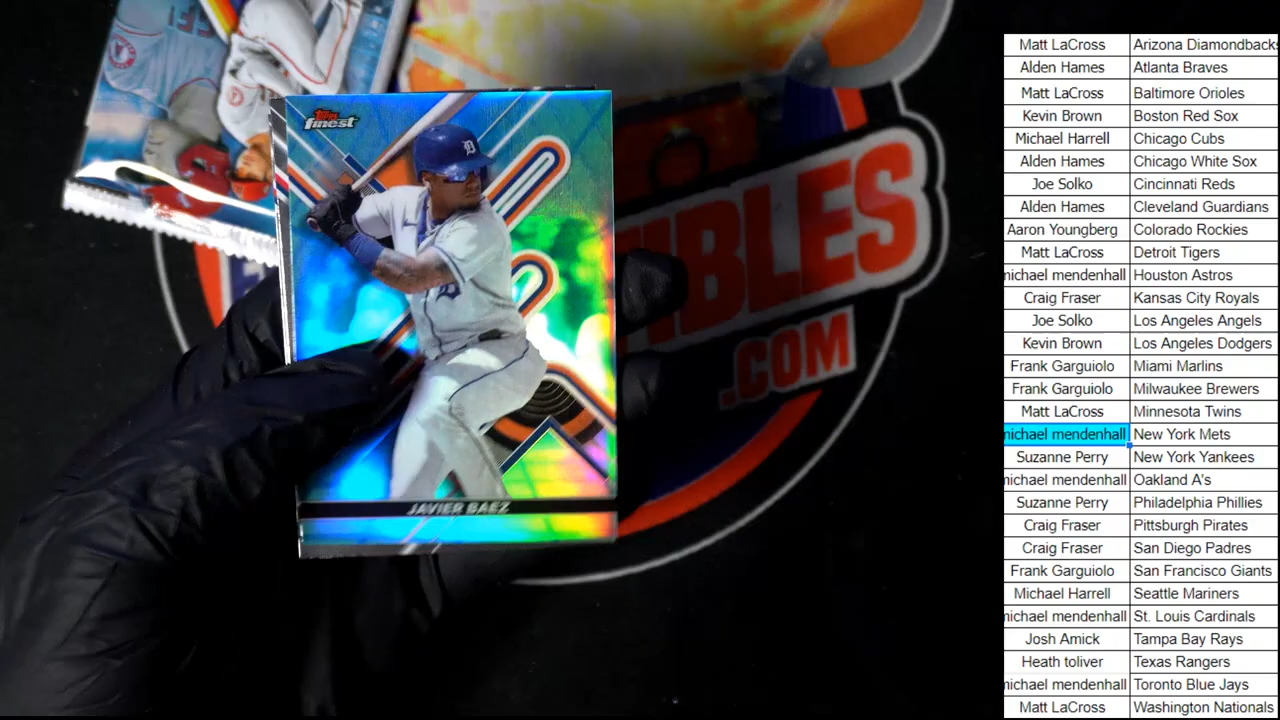 TOPPS
finest
JAVIER BAEZ
.COM
Matt LaCross Arizona Diamondback
Alden Hames Atlanta Braves
Matt LaCross Baltimore Orioles
Kevin Brown Boston Red Sox
Michael Harrell Chicago Cubs
Alden Hames Chicago White Sox
Joe Solko Cincinnati Reds
Alden Hames Cleveland Guardians
Aaron Youngberg Colorado Rockies
Matt LaCross Detroit Tigers
michael mendenhall Houston Astros
Craig Fraser Kansas City Royals
Joe Solko Los Angeles Angels
Kevin Brown Los Angeles Dodgers
Frank Garguiolo Miami Marlins
Frank Garguiolo Milwaukee Brewers
Matt LaCross Minnesota Twins
michael mendenhall New York Mets
Suzanne Perry New York Yankees
michael mendenhall Oakland A's
Suzanne Perry Philadelphia Phillies
Craig Fraser Pittsburgh Pirates
Craig Fraser San Diego Padres
Frank Garguiolo San Francisco Giants
Michael Harrell Seattle Mariners
michael mendenhall St. Louis Cardinals
Josh Amick Tampa Bay Rays
Heath toliver Texas Rangers
michael mendenhall Toronto Blue Jays
Matt LaCross Washington Nationals